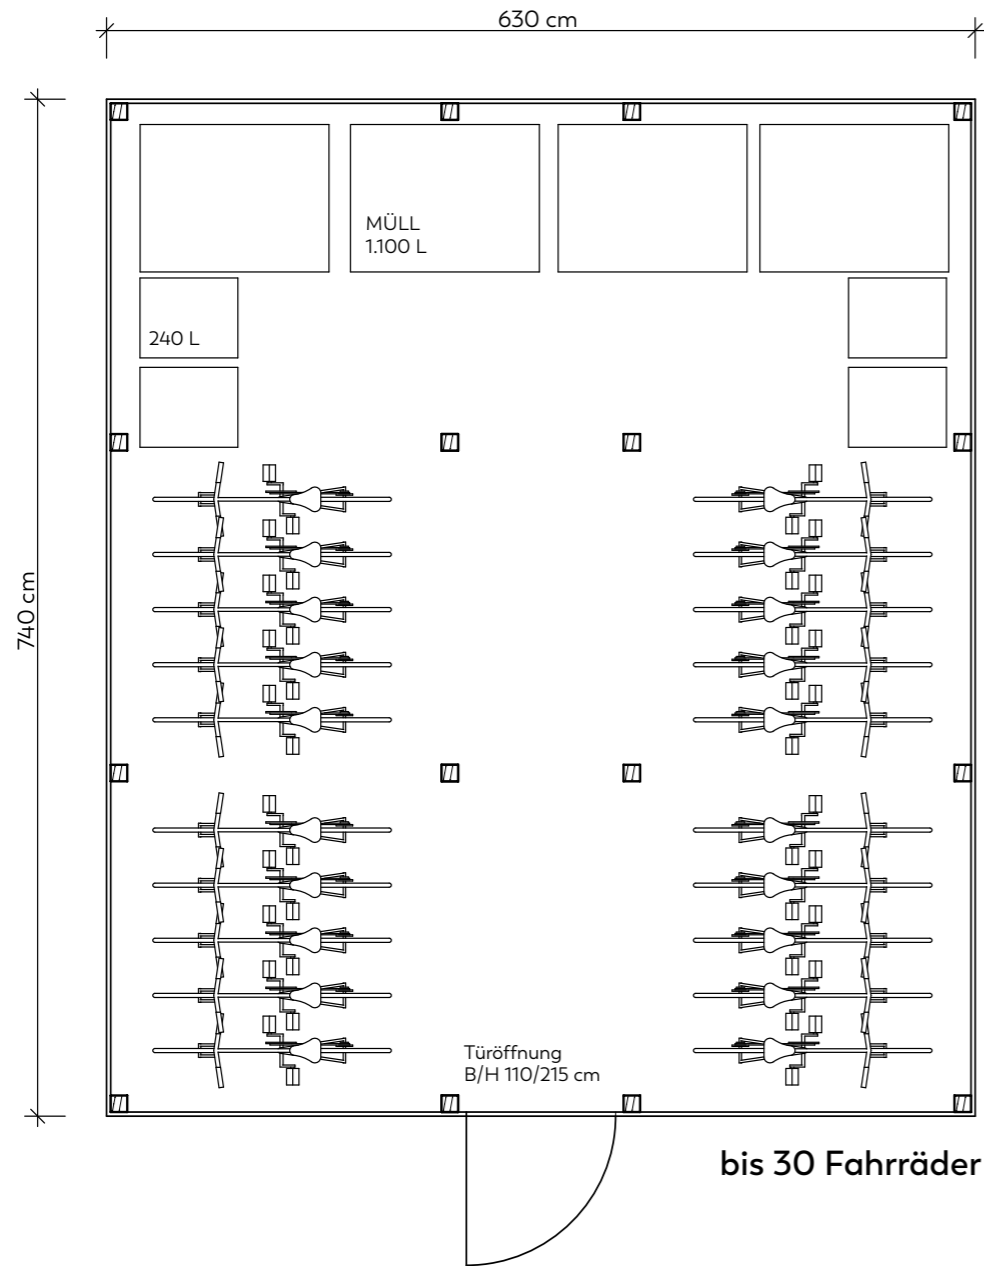 630 cm
740 cm
MÜLL
1.100 L
240 L
Türöffnung
B/H 110/215 cm
bis 30 Fahrräder